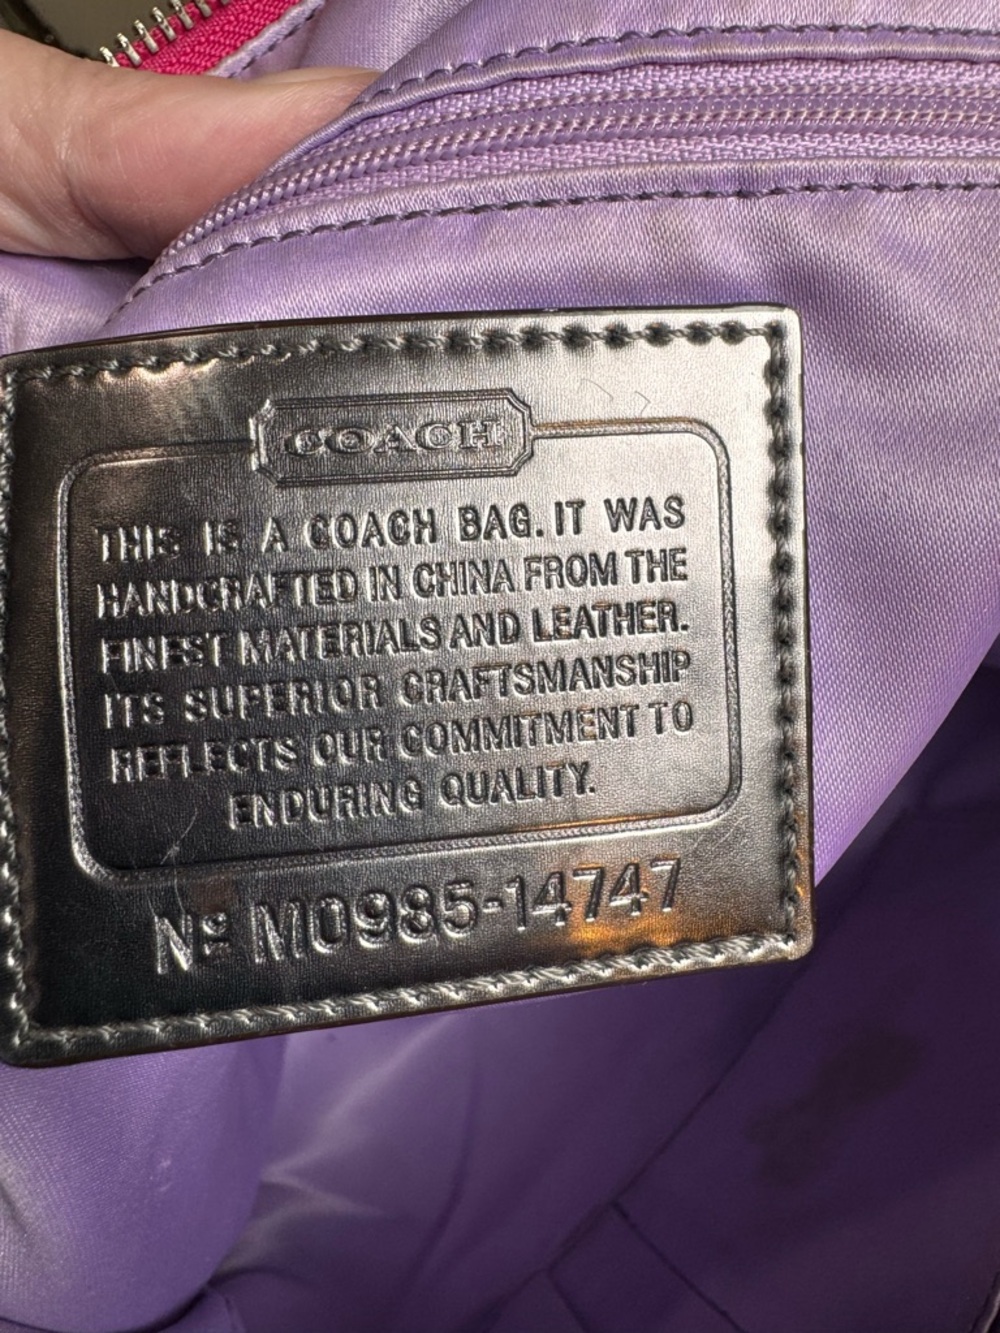 COACH
THIS IS A COACH BAG. IT WAS
HANDCRAFTED IN CHINA FROM THE
FINEST MATERIALS AND LEATHER.
ITS SUPERIOR CRAFTSMANSHIP
REFLECTS OUR COMMITMENT TO
ENDURING QUALITY.
Nº M0985-14747